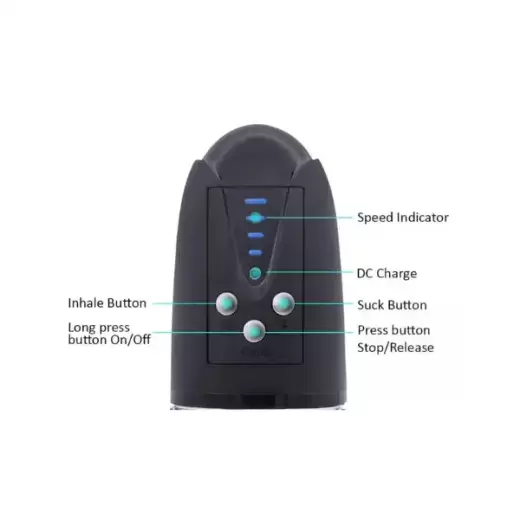 Speed Indicator
DC Charge
Inhale Button
Suck Button
Long press
button On/Off
Press button
Stop/Release